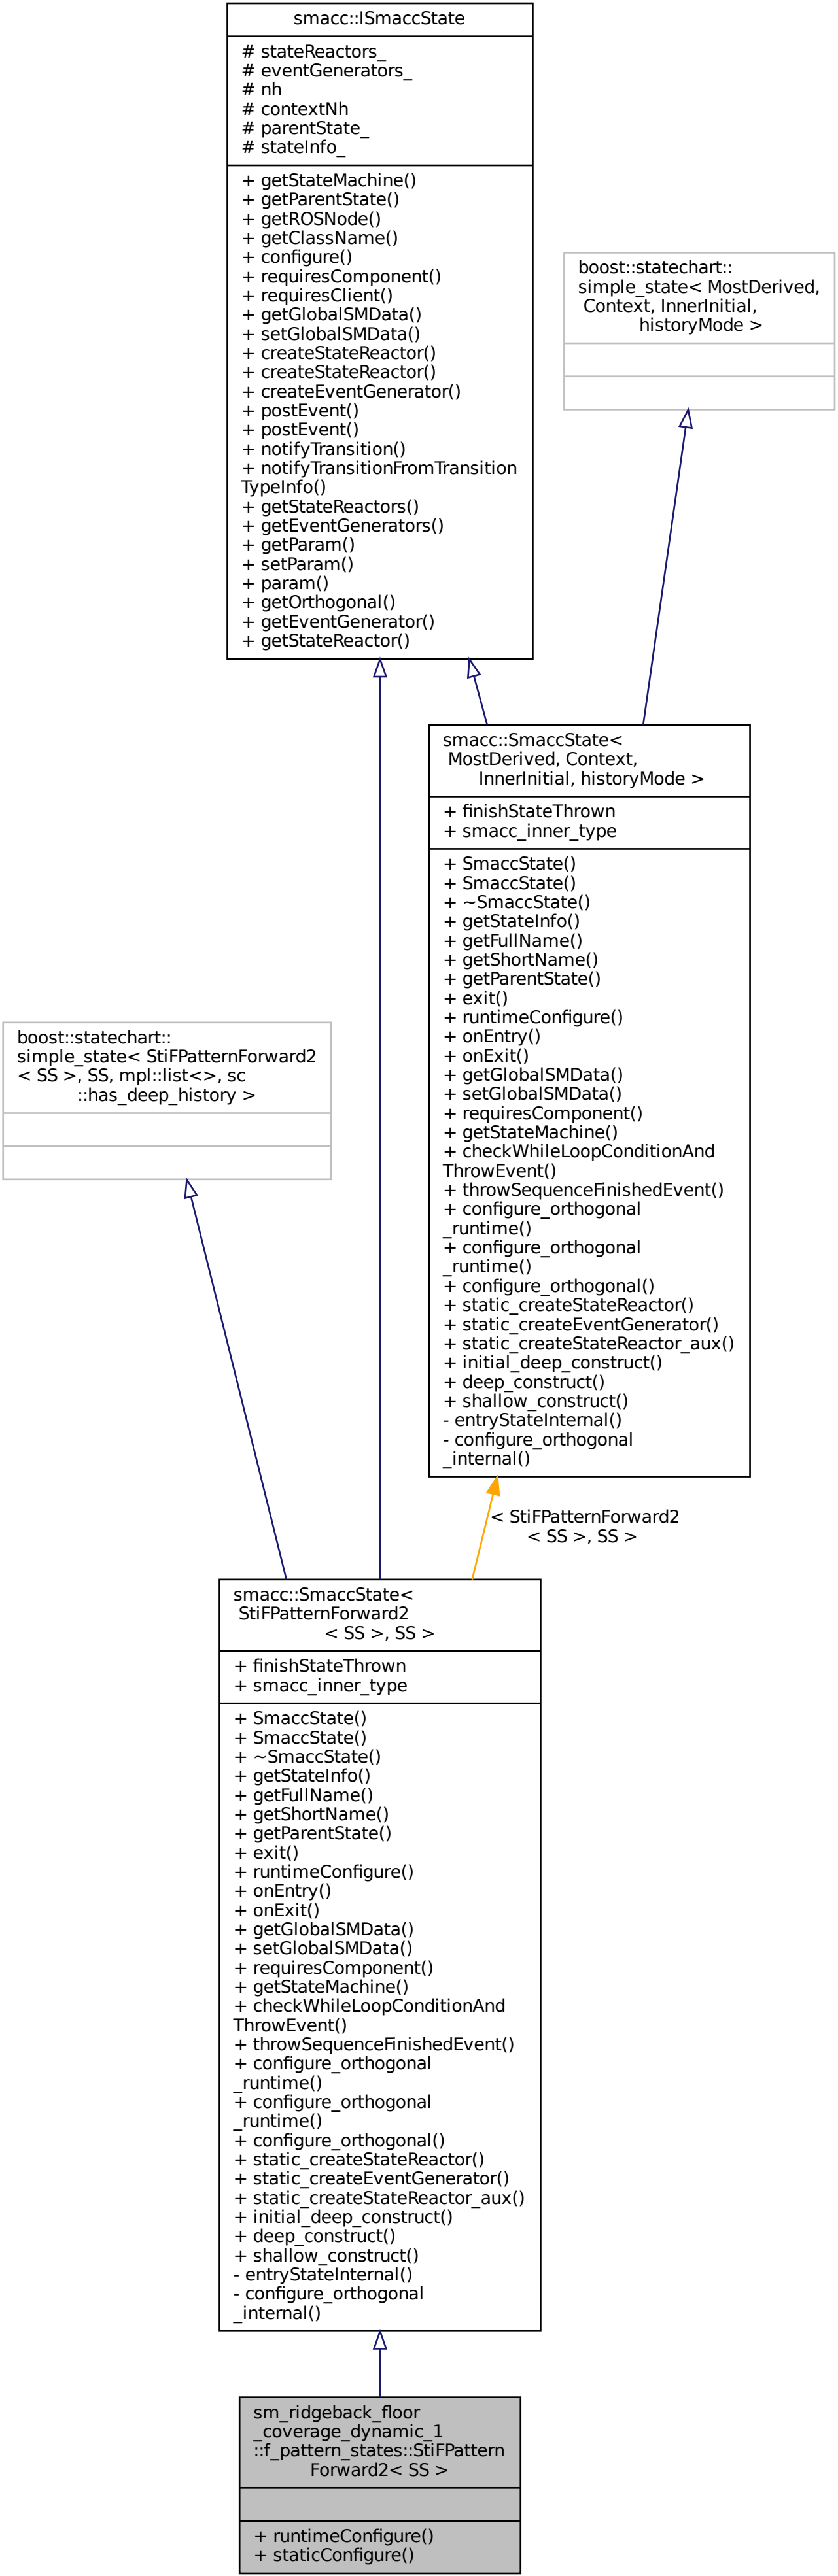 smacc::ISmaccState
# stateReactors_
# eventGenerators_
# nh
# contextNh
# parentState_
# stateInfo_
+ getStateMachine()
+ getParentState()
+ getROSNode()
+ getClassName()
+ configure()
+ requiresComponent()
+ requiresClient()
+ getGlobalSMData()
+ setGlobalSMData()
+ createStateReactor()
+ createStateReactor()
+ createEventGenerator()
+ postEvent()
+ postEvent()
+ notifyTransition()
+ notifyTransitionFromTransition
TypeInfo()
+ getStateReactors()
+ getEventGenerators()
+ getParam()
+ setParam()
+ param()
+ getOrthogonal()
+ getEventGenerator()
+ getStateReactor()
boost::statechart::
simple_state< MostDerived,
Context, InnerInitial,
historyMode >
smacc::SmaccState<
MostDerived, Context,
InnerInitial, historyMode >
+ finishStateThrown
+ smacc_inner_type
+ SmaccState()
+ SmaccState()
+ ~SmaccState()
+ getStateInfo()
+ getFullName()
+ getShortName()
+ getParentState()
+ exit()
+ runtimeConfigure()
+ onEntry()
+ onExit()
+ getGlobalSMData()
+ setGlobalSMData()
+ requiresComponent()
+ getStateMachine()
+ checkWhileLoopConditionAnd
ThrowEvent()
+ throwSequenceFinishedEvent()
+ configure_orthogonal
_runtime()
+ configure_orthogonal
_runtime()
+ configure_orthogonal()
+ static_createStateReactor()
+ static_createEventGenerator()
+ static_createStateReactor_aux()
+ initial_deep_construct()
+ deep_construct()
+ shallow_construct()
- entryStateInternal()
- configure_orthogonal
_internal()
boost::statechart::
simple_state< StiFPatternForward2
< SS >, SS, mpl::list<>, sc
::has_deep_history >
< StiFPatternForward2
< SS >, SS >
smacc::SmaccState<
StiFPatternForward2
< SS >, SS >
+ finishStateThrown
+ smacc_inner_type
+ SmaccState()
+ SmaccState()
+ ~SmaccState()
+ getStateInfo()
+ getFullName()
+ getShortName()
+ getParentState()
+ exit()
+ runtimeConfigure()
+ onEntry()
+ onExit()
+ getGlobalSMData()
+ setGlobalSMData()
+ requiresComponent()
+ getStateMachine()
+ checkWhileLoopConditionAnd
ThrowEvent()
+ throwSequenceFinishedEvent()
+ configure_orthogonal
_runtime()
+ configure_orthogonal
_runtime()
+ configure_orthogonal()
+ static_createStateReactor()
+ static_createEventGenerator()
+ static_createStateReactor_aux()
+ initial_deep_construct()
+ deep_construct()
+ shallow_construct()
- entryStateInternal()
- configure_orthogonal
_internal()
sm_ridgeback_floor
_coverage_dynamic_1
::f_pattern_states::StiFPattern
Forward2< SS >
+ runtimeConfigure()
+ staticConfigure()